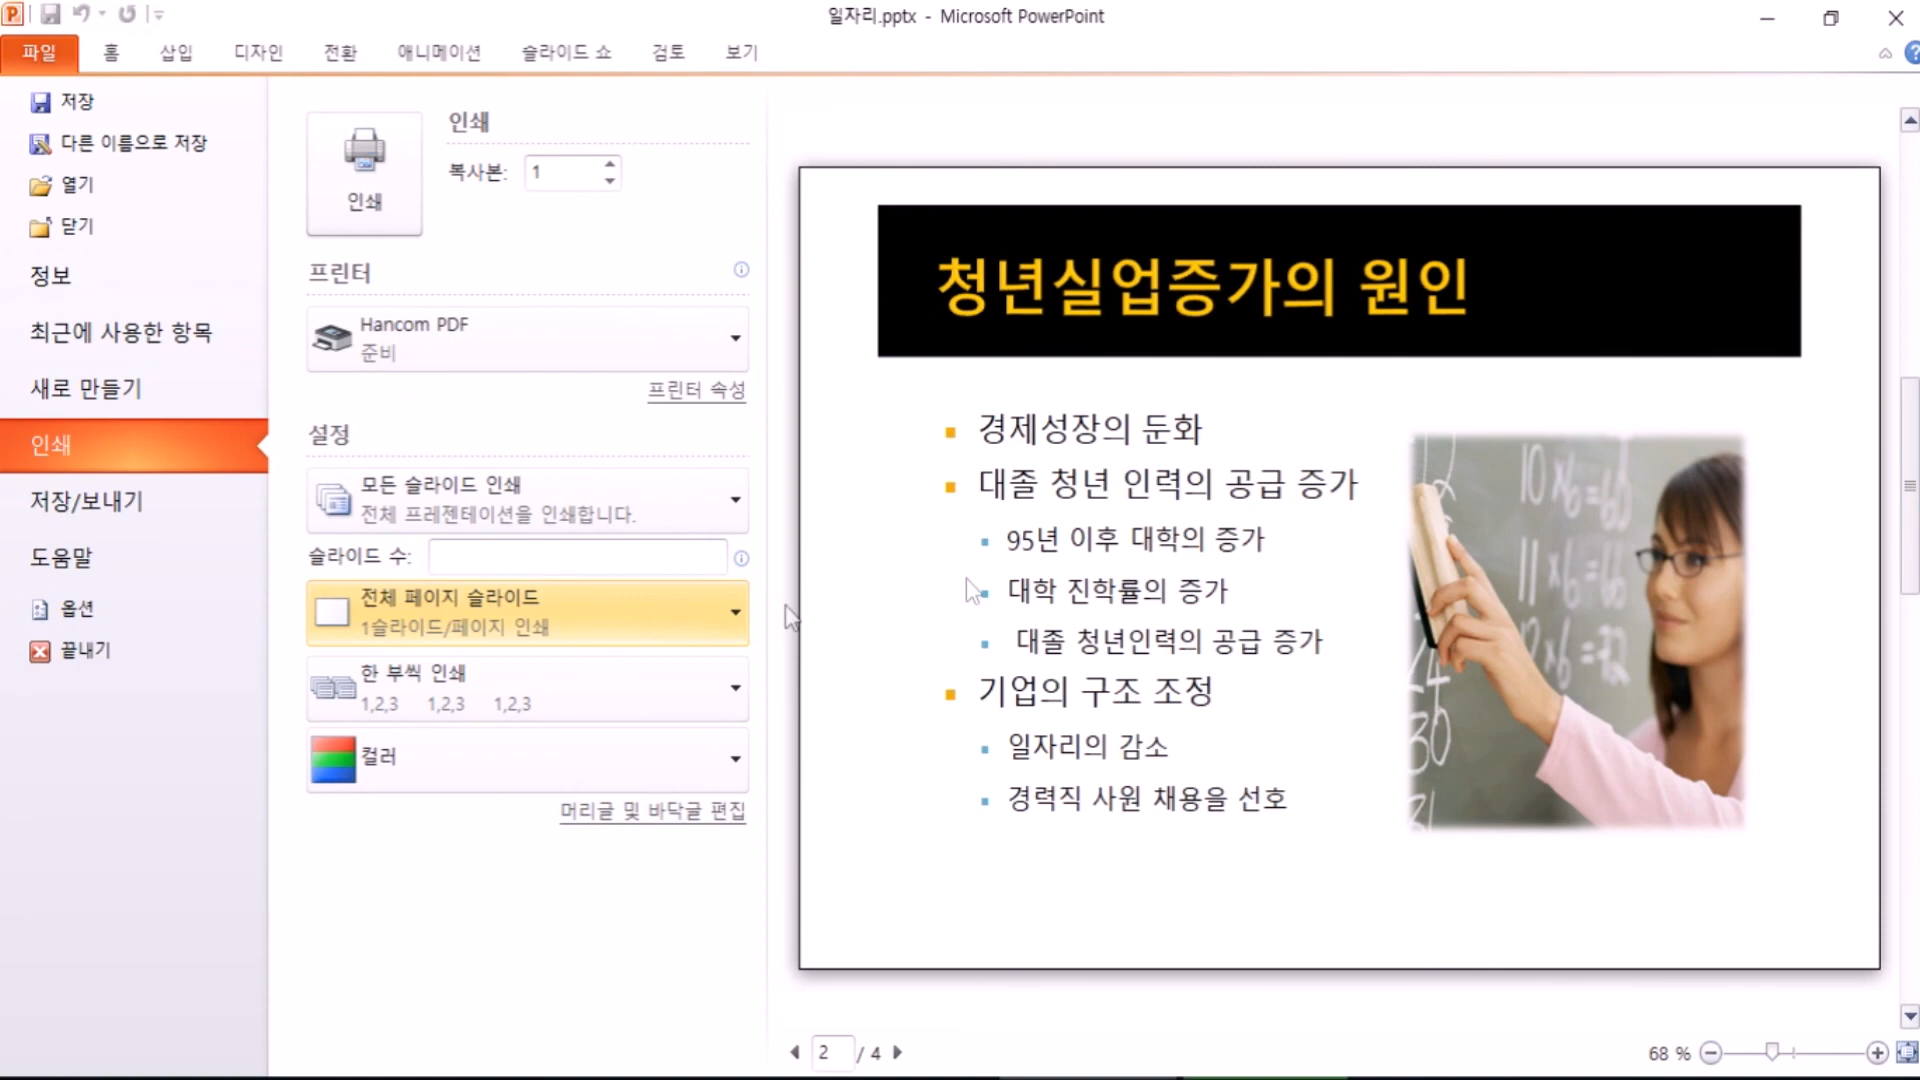 일자리.pptx - Microsoft PowerPoint
파일 홈 삽입 디자인 전환 애니메이션 슬라이드 쇼 검토 보기
저장
다른 이름으로 저장
열기
닫기
정보
최근에 사용한 항목
새로 만들기
인쇄
저장/보내기
도움말
옵션
끝내기
인쇄
인쇄
복사본: 1
프린터
Hancom PDF
준비
프린터 속성
설정
모든 슬라이드 인쇄
전체 프레젠테이션을 인쇄합니다.
슬라이드 수:
전체 페이지 슬라이드
1슬라이드/페이지 인쇄
한 부씩 인쇄
1,2,3 1,2,3 1,2,3
컬러
머리글 및 바닥글 편집
청년실업증가의 원인
경제성장의 둔화
대졸 청년 인력의 공급 증가
95년 이후 대학의 증가
대학 진학률의 증가
대졸 청년인력의 공급 증가
기업의 구조 조정
일자리의 감소
경력직 사원 채용을 선호
10 x 6 = 60
11 x 6 = 66
12 x 6 = 72
2 / 4
68 %